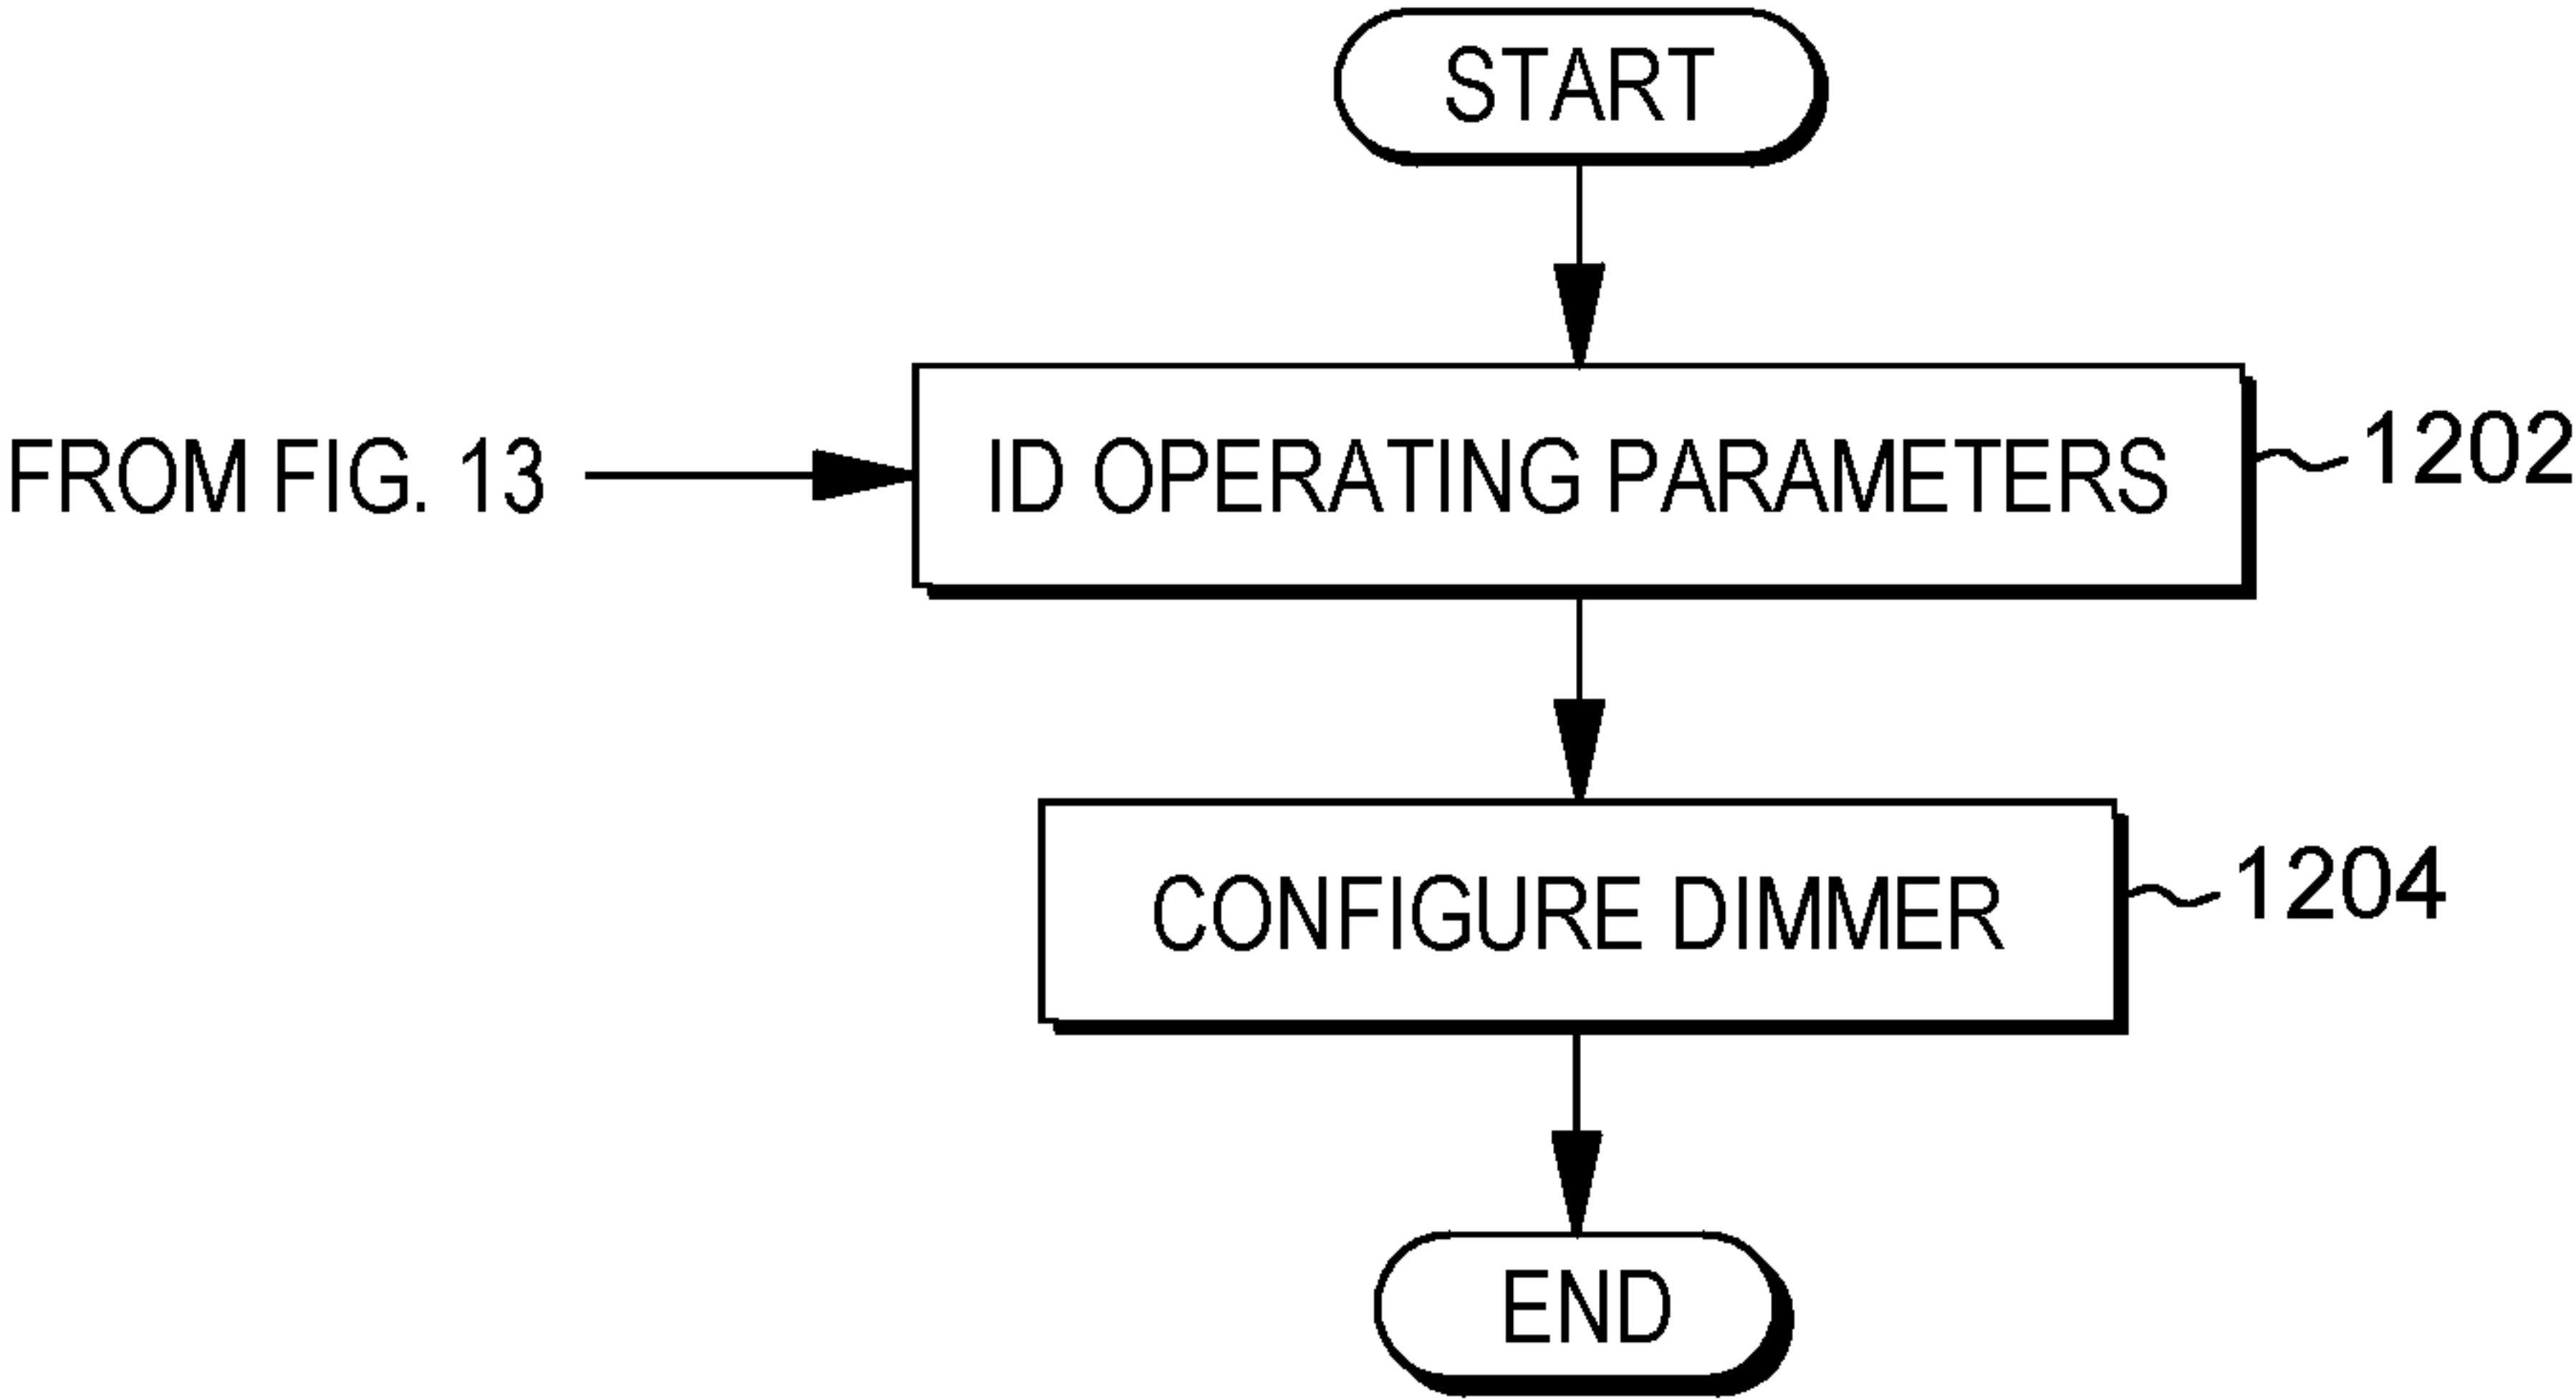 START
FROM FIG. 13
ID OPERATING PARAMETERS
1202
CONFIGURE DIMMER
1204
END